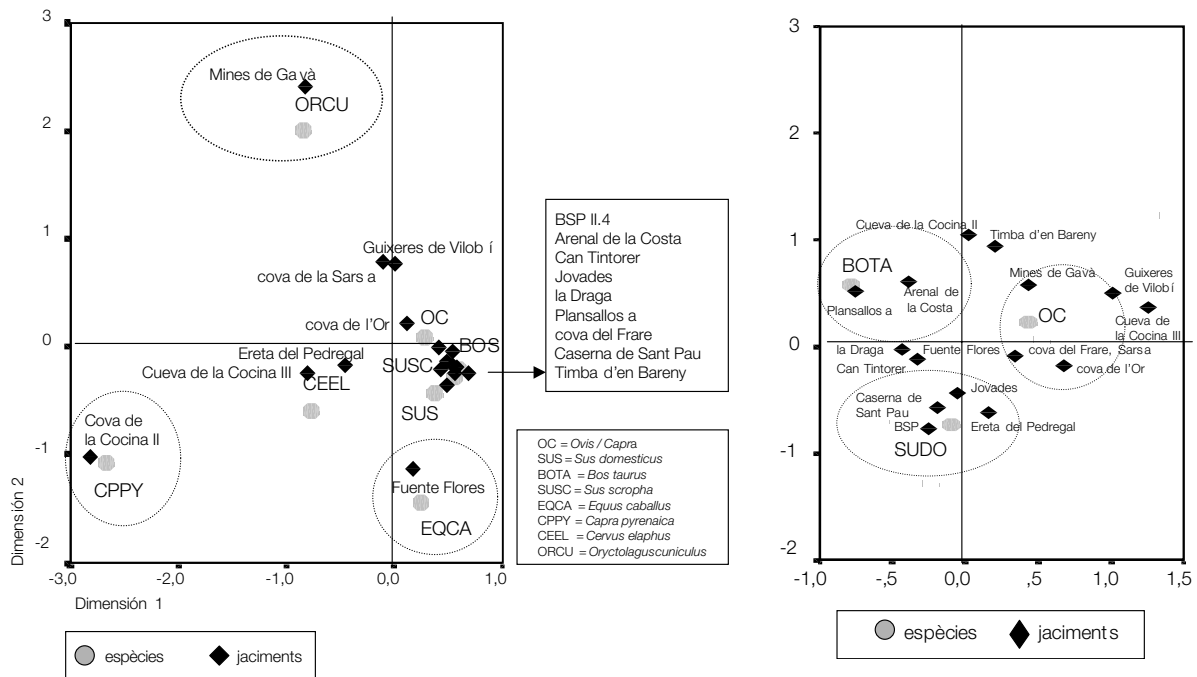 3
2
1
0
-1
-2
Dimensión 2
-3,0
-2,0
-1,0
0,0
1,0
Dimensión 1
Mines de Ga và
ORCU
Guixeres de Vilob í
cova de la Sars a
cova de l'Or
OC
BOS
Ereta del Pedregal
SUSC
Cueva de la Cocina III
CEEL
SUS
Cova de
la Cocina II
CPPY
Fuente Flores
EQCA
espècies
jaciments
BSP II.4
Arenal de la Costa
Can Tintorer
Jovades
la Draga
Plansallos a
cova del Frare
Caserna de Sant Pau
Timba d'en Bareny
OC = Ovis / Capra
SUS = Sus domesticus
BOTA = Bos taurus
SUSC = Sus scropha
EQCA = Equus caballus
CPPY = Capra pyrenaica
CEEL = Cervus elaphus
ORCU = Oryctolaguscuniculus
3
2
1
0
-1
-2
-1,0
0,0
,5
1,0
1,5
Cueva de la Cocina II
Timba d'en Bareny
BOTA
Mines de Gavà
Guixeres
de Vilob í
Plansallos a
Arenal de
la Costa
OC
Cueva de
la Cocina III
la Draga
Fuente Flores
cova del Frare, Sars a
Can Tintorer
cova de l'Or
Caserna de
Sant Pau
Jovades
BSP
Ereta del Pedregal
SUDO
espècies
jaciments